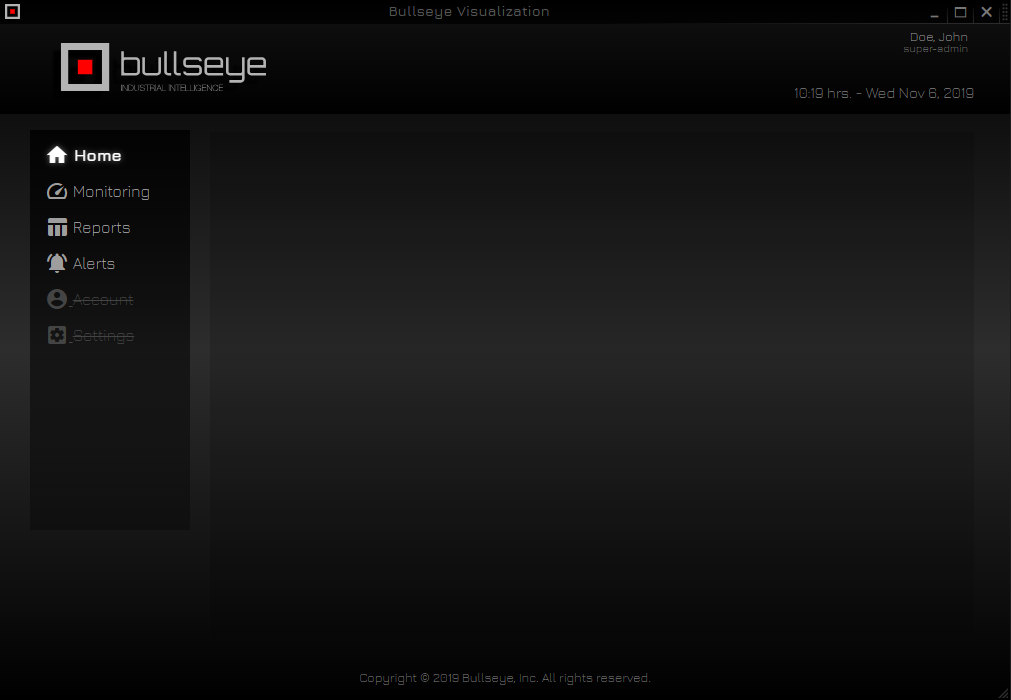 Bullseye Visualization
Doe, John
super-admin
bullseye
INDUSTRIAL INTELLIGENCE
10:19 hrs. - Wed Nov 6, 2019
Home
Monitoring
Reports
Alerts
Account
Settings
Copyright © 2019 Bullseye, Inc. All rights reserved.